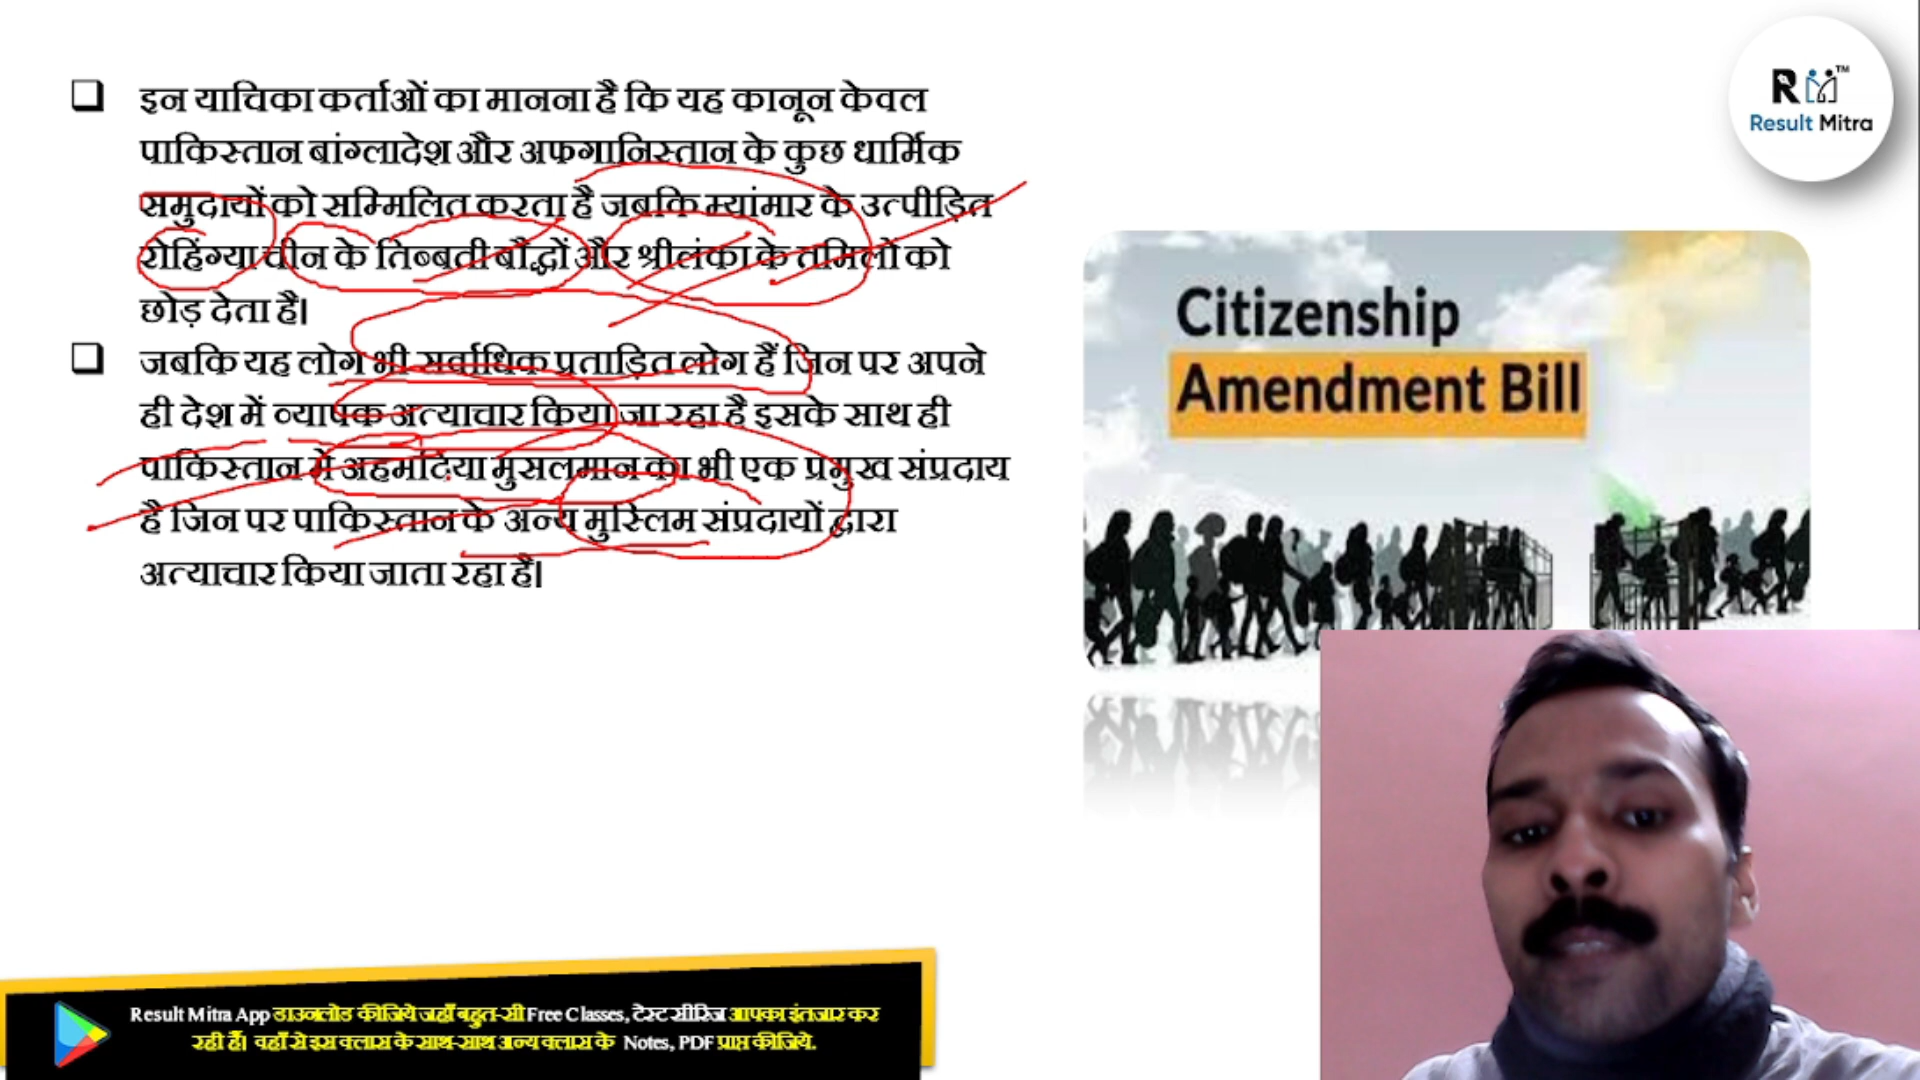 इन याचिका कर्ताओं का मानना है कि यह कानून केवल
पाकिस्तान बांग्लादेश और अफगानिस्तान के कुछ धार्मिक
समुदायों को सम्मिलित करता है जबकि म्यांमार के उत्पीड़ित
रोहिंग्या चीन के तिब्बती बौद्धों और श्रीलंका के तमिलों को
छोड़ देता है।
जबकि यह लोग भी सर्वाधिक प्रताड़ित लोग हैं जिन पर अपने
ही देश में व्यापक अत्याचार किया जा रहा है इसके साथ ही
पाकिस्तान में अहमदिया मुसलमान का भी एक प्रमुख संप्रदाय
है जिन पर पाकिस्तान के अन्य मुस्लिम संप्रदायों द्वारा
अत्याचार किया जाता रहा है।
RM™
Result Mitra
Citizenship
Amendment Bill
Result Mitra App डाउनलोड कीजिये जहाँ बहुत-सी Free Classes, टेस्ट सीरिज आपका इंतजार कर
रही हैं। वहाँ से इस क्लास के साथ-साथ अन्य क्लास के Notes, PDF प्राप्त कीजिये.